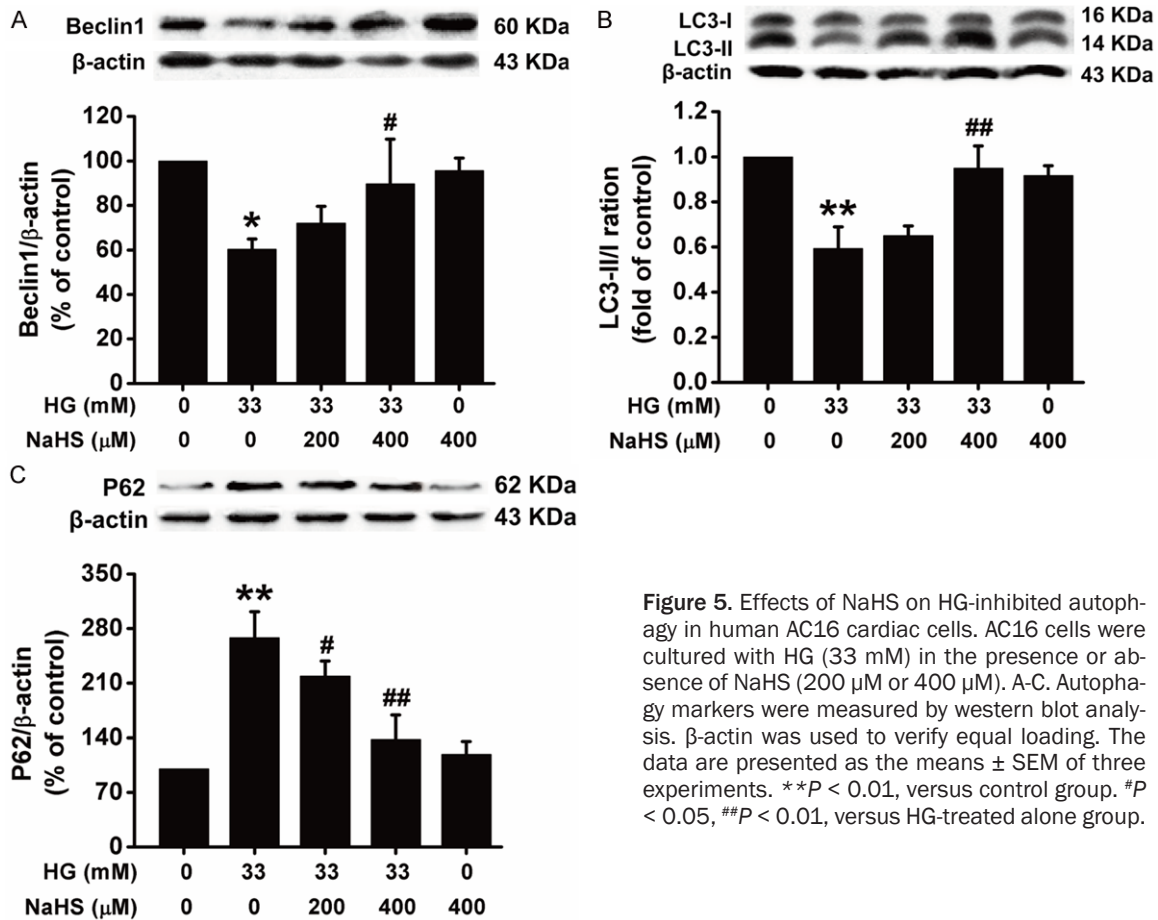 A
Beclin1
60 KDa
β-actin
43 KDa
120
100
80
60
40
20
0
Beclin1/β-actin
(% of control)
*
#
HG (mM)
0 33 33 33 0
NaHS (μM)
0 0 200 400 400
B
LC3-I
16 KDa
LC3-II
14 KDa
β-actin
43 KDa
1.2
1.0
0.8
0.6
0.4
0.2
0.0
LC3-II/I ration
(fold of control)
**
##
HG (mM)
0 33 33 33 0
NaHS (μM)
0 0 200 400 400
C
P62
62 KDa
β-actin
43 KDa
350
280
210
140
70
0
P62/β-actin
(% of control)
**
#
##
HG (mM)
0 33 33 33 0
NaHS (μM)
0 0 200 400 400
Figure 5. Effects of NaHS on HG-inhibited autoph-
agy in human AC16 cardiac cells. AC16 cells were
cultured with HG (33 mM) in the presence or ab-
sence of NaHS (200 μM or 400 μM). A-C. Autopha-
gy markers were measured by western blot analy-
sis. β-actin was used to verify equal loading. The
data are presented as the means ± SEM of three
experiments. **P < 0.01, versus control group. #P
< 0.05, ##P < 0.01, versus HG-treated alone group.